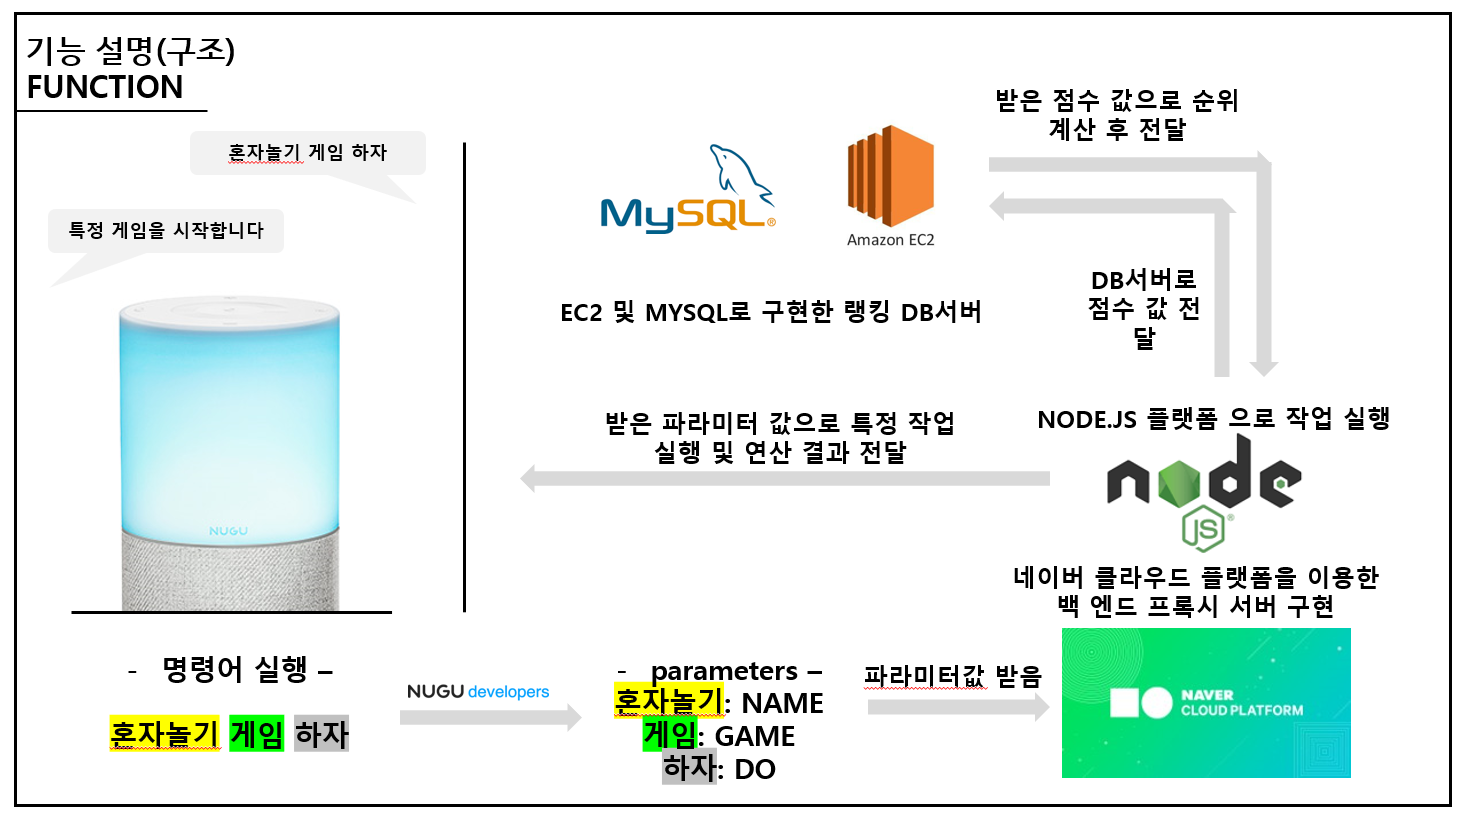 기능 설명(구조)
FUNCTION
혼자놀기 게임 하자
특정 게임을 시작합니다
NUGU
MySQL®
Amazon EC2
EC2 및 MYSQL로 구현한 랭킹 DB서버
받은 점수 값으로 순위
계산 후 전달
DB서버로
점수 값 전
달
받은 파라미터 값으로 특정 작업
실행 및 연산 결과 전달
NODE.JS 플랫폼 으로 작업 실행
node
JS®
네이버 클라우드 플랫폼을 이용한
백 엔드 프록시 서버 구현
- 명령어 실행 –
혼자놀기 게임 하자
NUGU developers
- parameters –
혼자놀기: NAME
게임: GAME
하자: DO
파라미터값 받음
NAVER
CLOUD PLATFORM